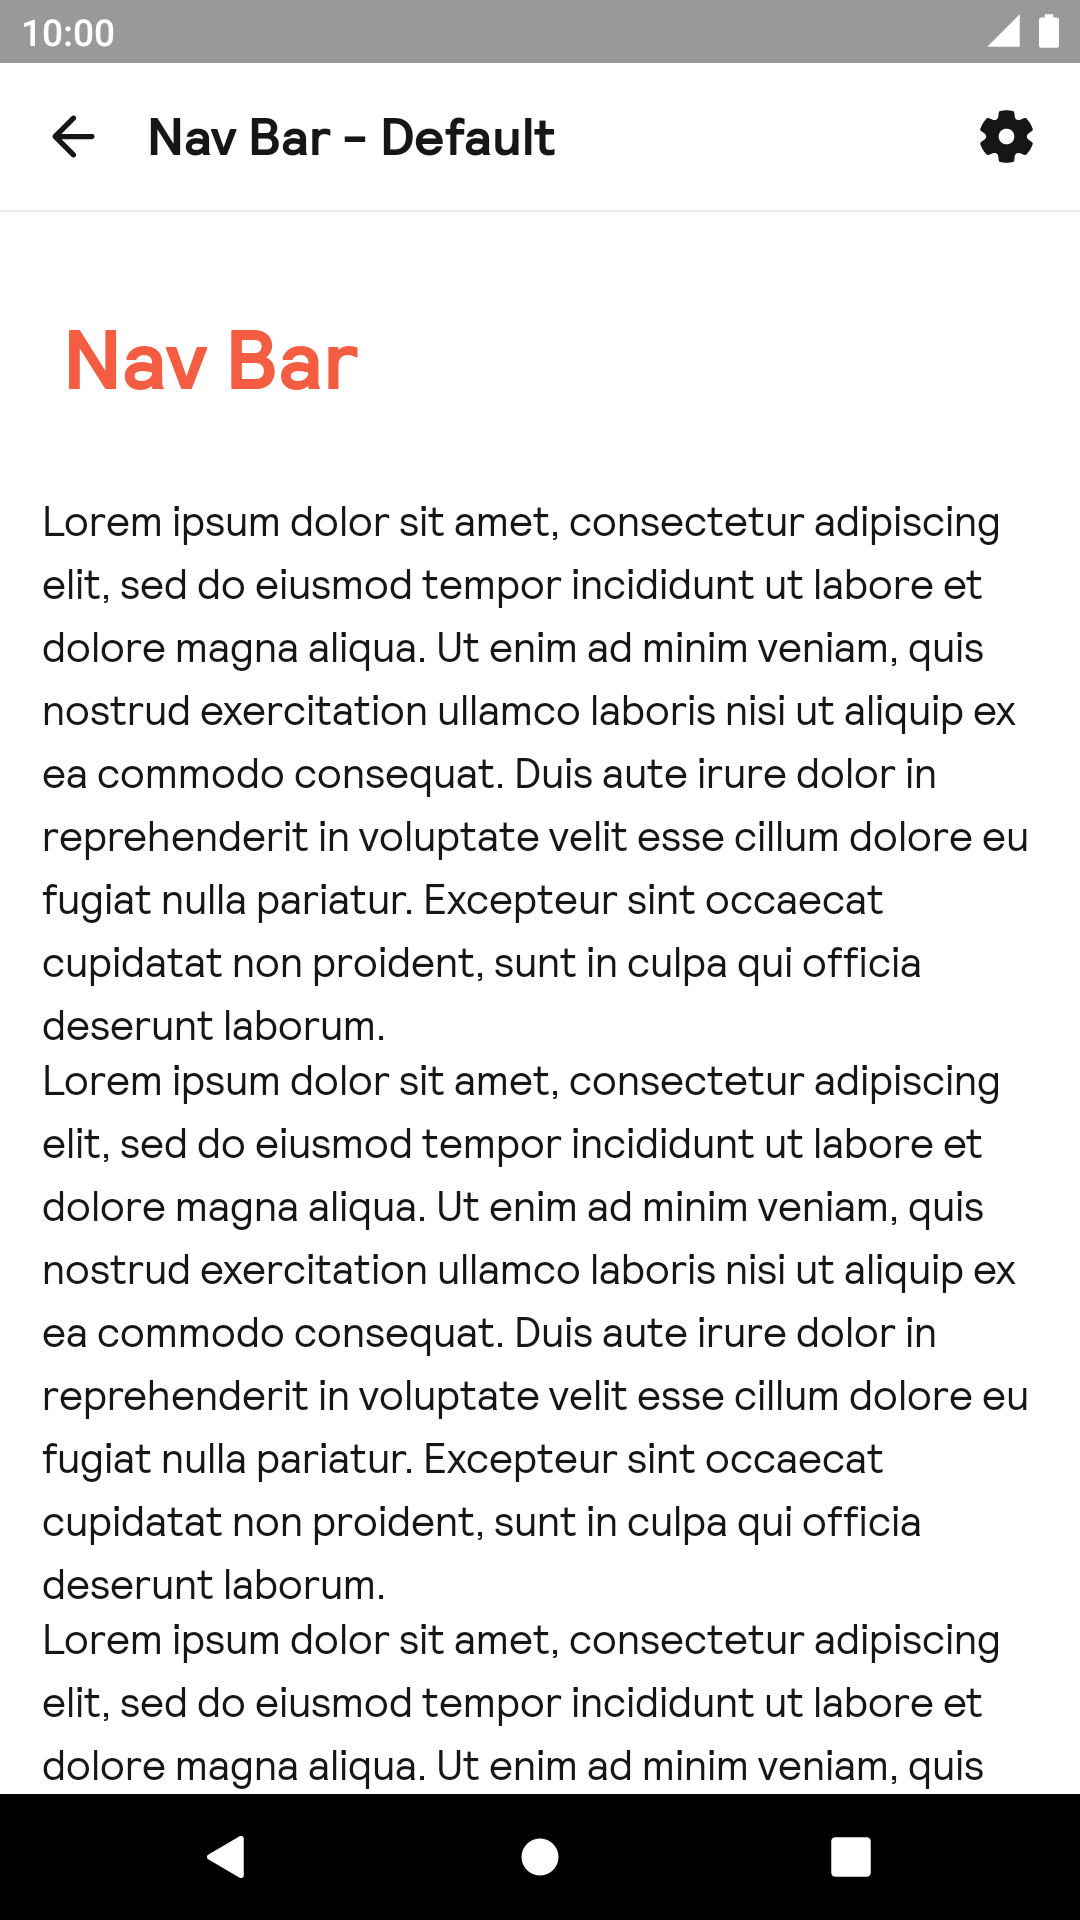 10:00
Nav Bar - Default
Nav Bar
Lorem ipsum dolor sit amet, consectetur adipiscing
elit, sed do eiusmod tempor incididunt ut labore et
dolore magna aliqua. Ut enim ad minim veniam, quis
nostrud exercitation ullamco laboris nisi ut aliquip ex
ea commodo consequat. Duis aute irure dolor in
reprehenderit in voluptate velit esse cillum dolore eu
fugiat nulla pariatur. Excepteur sint occaecat
cupidatat non proident, sunt in culpa qui officia
deserunt laborum.
Lorem ipsum dolor sit amet, consectetur adipiscing
elit, sed do eiusmod tempor incididunt ut labore et
dolore magna aliqua. Ut enim ad minim veniam, quis
nostrud exercitation ullamco laboris nisi ut aliquip ex
ea commodo consequat. Duis aute irure dolor in
reprehenderit in voluptate velit esse cillum dolore eu
fugiat nulla pariatur. Excepteur sint occaecat
cupidatat non proident, sunt in culpa qui officia
deserunt laborum.
Lorem ipsum dolor sit amet, consectetur adipiscing
elit, sed do eiusmod tempor incididunt ut labore et
dolore magna aliqua. Ut enim ad minim veniam, quis